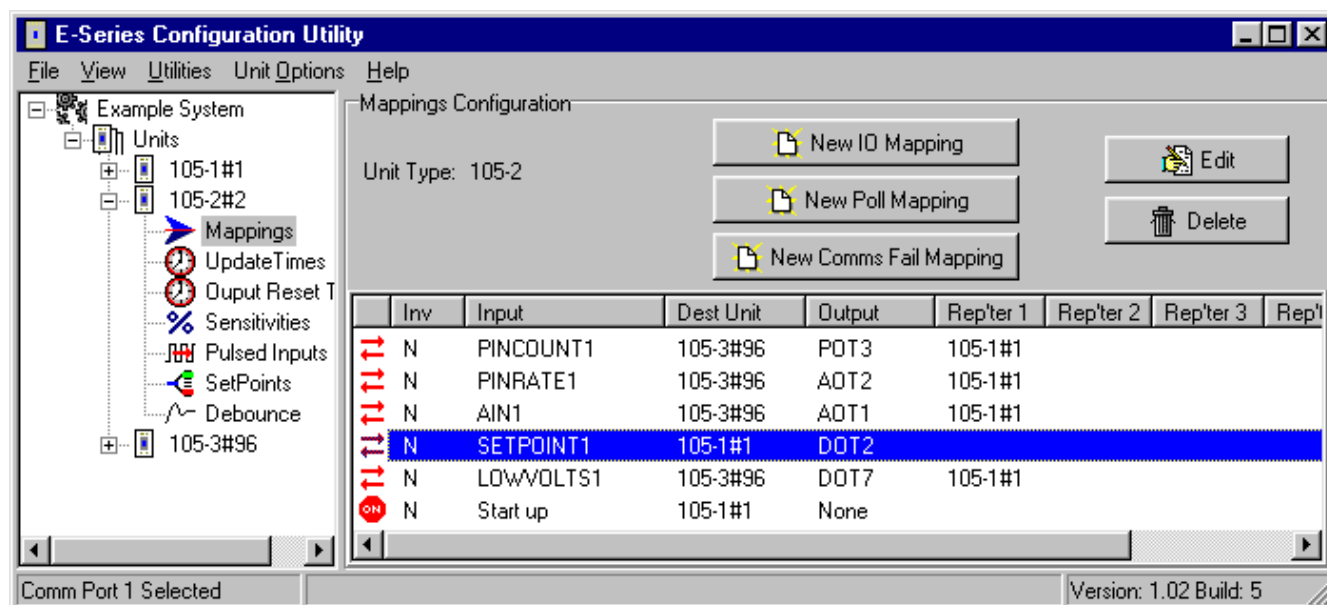 E-Series Configuration Utility
File View Utilities Unit Options Help
Example System
Units
105-1#1
105-2#2
Mappings
UpdateTimes
Ouput Reset T
Sensitivities
Pulsed Inputs
SetPoints
Debounce
105-3#96
Mappings Configuration
Unit Type: 105-2
New IO Mapping
New Poll Mapping
New Comms Fail Mapping
Edit
Delete
Inv Input Dest Unit Output Rep'ter 1 Rep'ter 2 Rep'ter 3 Rep't
N PINCOUNT1 105-3#96 POT3 105-1#1
N PINRATE1 105-3#96 AOT2 105-1#1
N AIN1 105-3#96 AOT1 105-1#1
N SETPOINT1 105-1#1 DOT2
N LOWVOLTS1 105-3#96 DOT7 105-1#1
ON N Start up 105-1#1 None
Comm Port 1 Selected
Version: 1.02 Build: 5